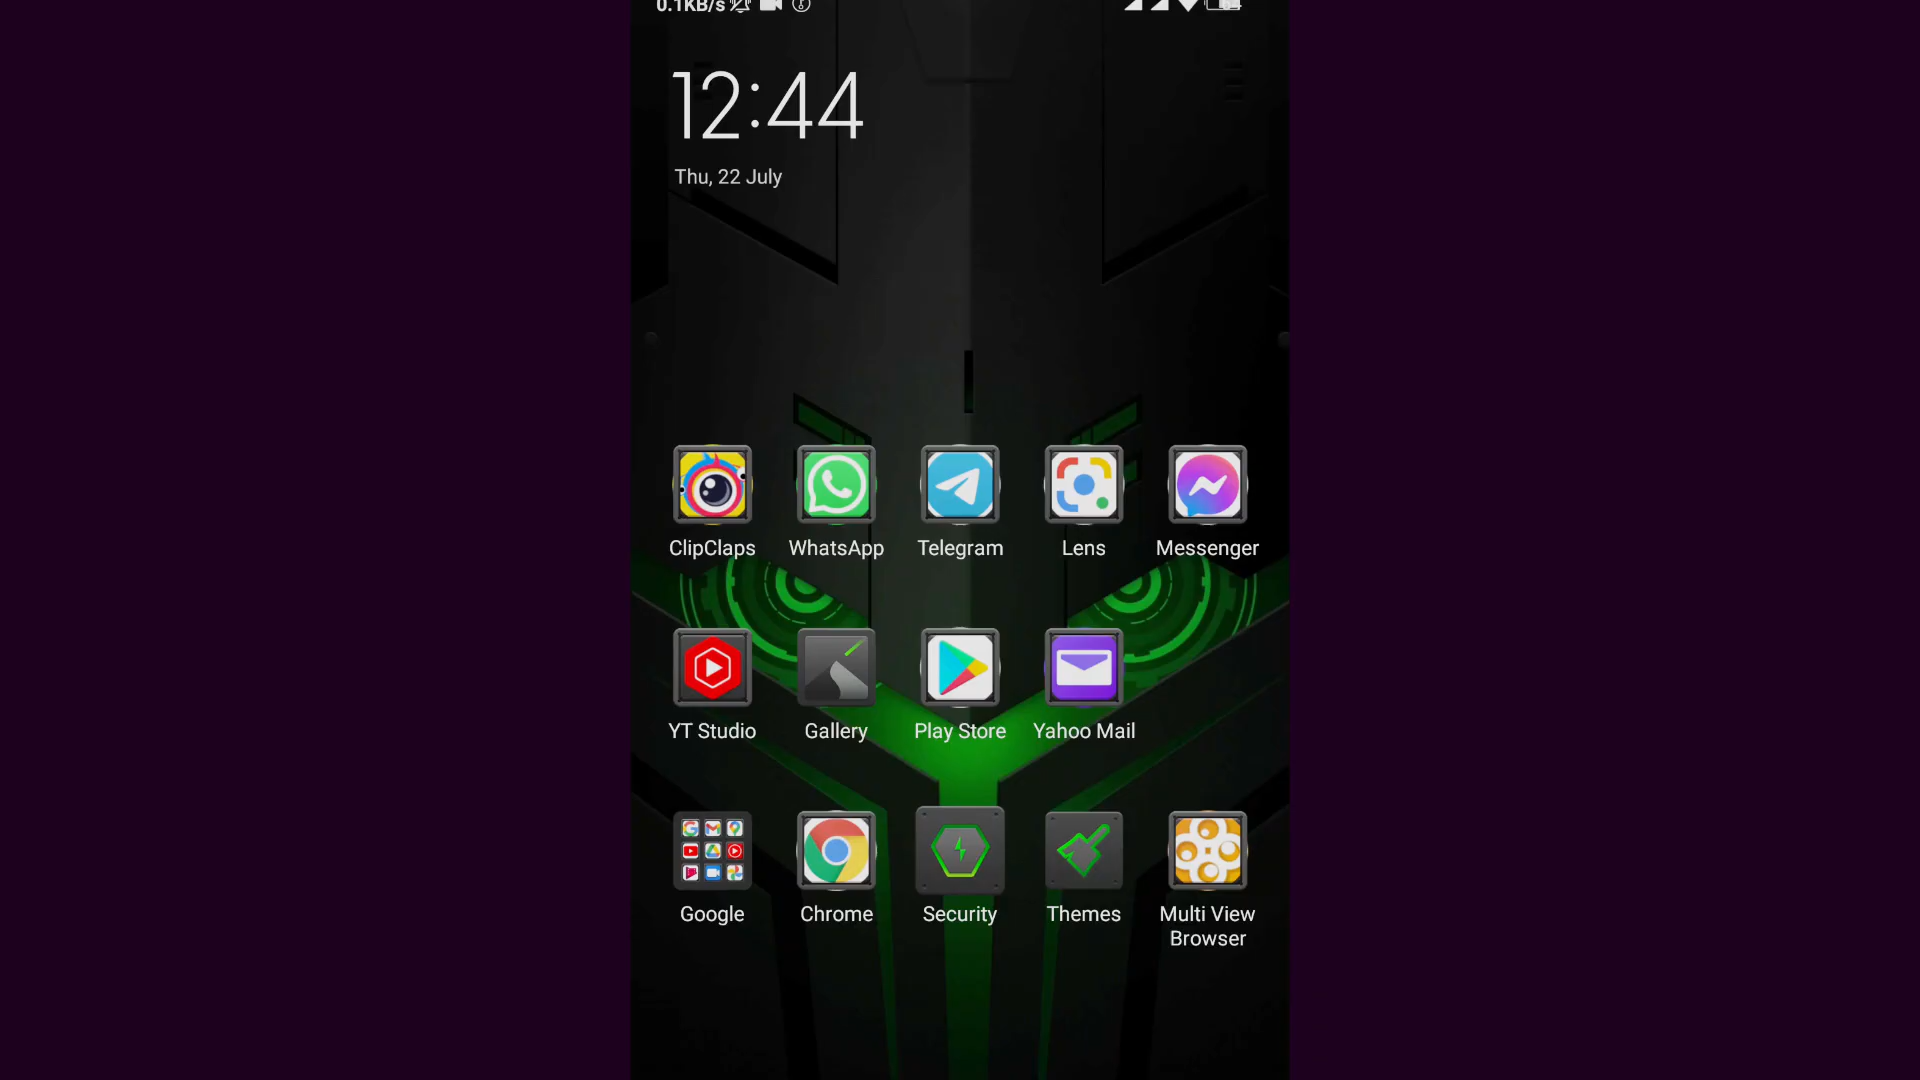 0.1KB/s
12:44
Thu, 22 July
ClipClaps WhatsApp Telegram Lens Messenger
YT Studio Gallery Play Store Yahoo Mail
Google Chrome Security Themes Multi View
Browser